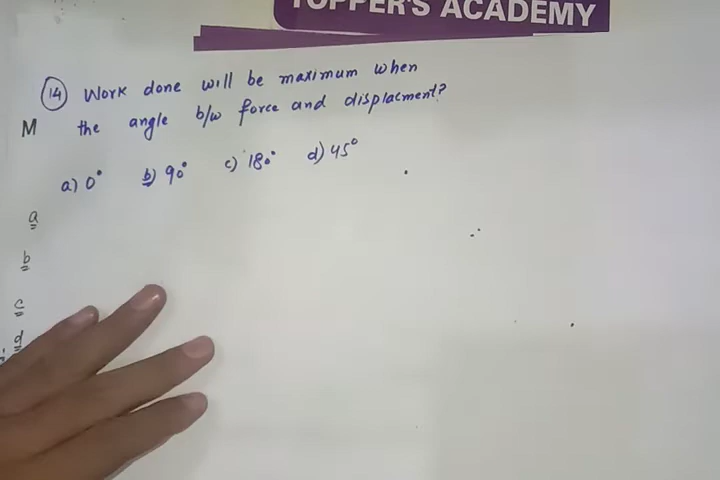 TOPPER'S ACADEMY
14 Work done will be maximum when
M the angle b/w force and displacment?
a) 0° b) 90° c) 180° d) 45°
a
b
c
d